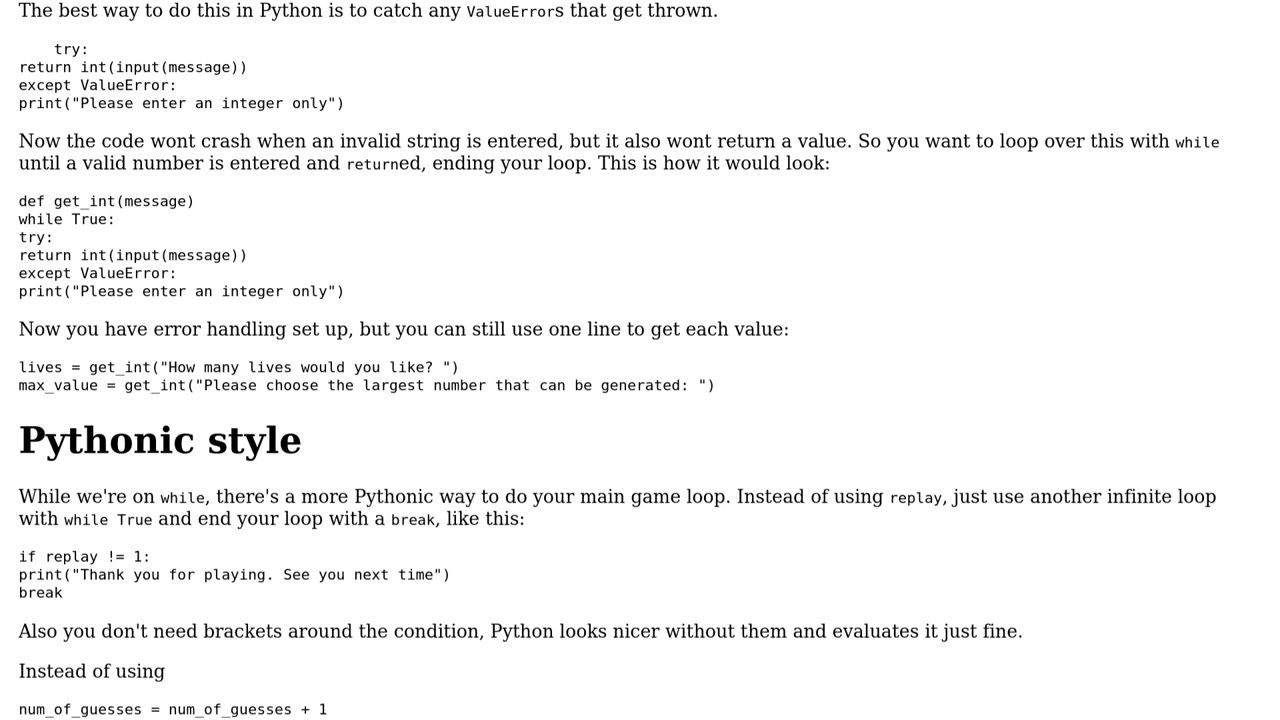 The best way to do this in Python is to catch any ValueErrors that get thrown.
    try:
return int(input(message))
except ValueError:
print("Please enter an integer only")
Now the code wont crash when an invalid string is entered, but it also wont return a value. So you want to loop over this with while
until a valid number is entered and returned, ending your loop. This is how it would look:
def get_int(message)
while True:
try:
return int(input(message))
except ValueError:
print("Please enter an integer only")
Now you have error handling set up, but you can still use one line to get each value:
lives = get_int("How many lives would you like? ")
max_value = get_int("Please choose the largest number that can be generated: ")
Pythonic style
While we're on while, there's a more Pythonic way to do your main game loop. Instead of using replay, just use another infinite loop
with while True and end your loop with a break, like this:
if replay != 1:
print("Thank you for playing. See you next time")
break
Also you don't need brackets around the condition, Python looks nicer without them and evaluates it just fine.
Instead of using
num_of_guesses = num_of_guesses + 1